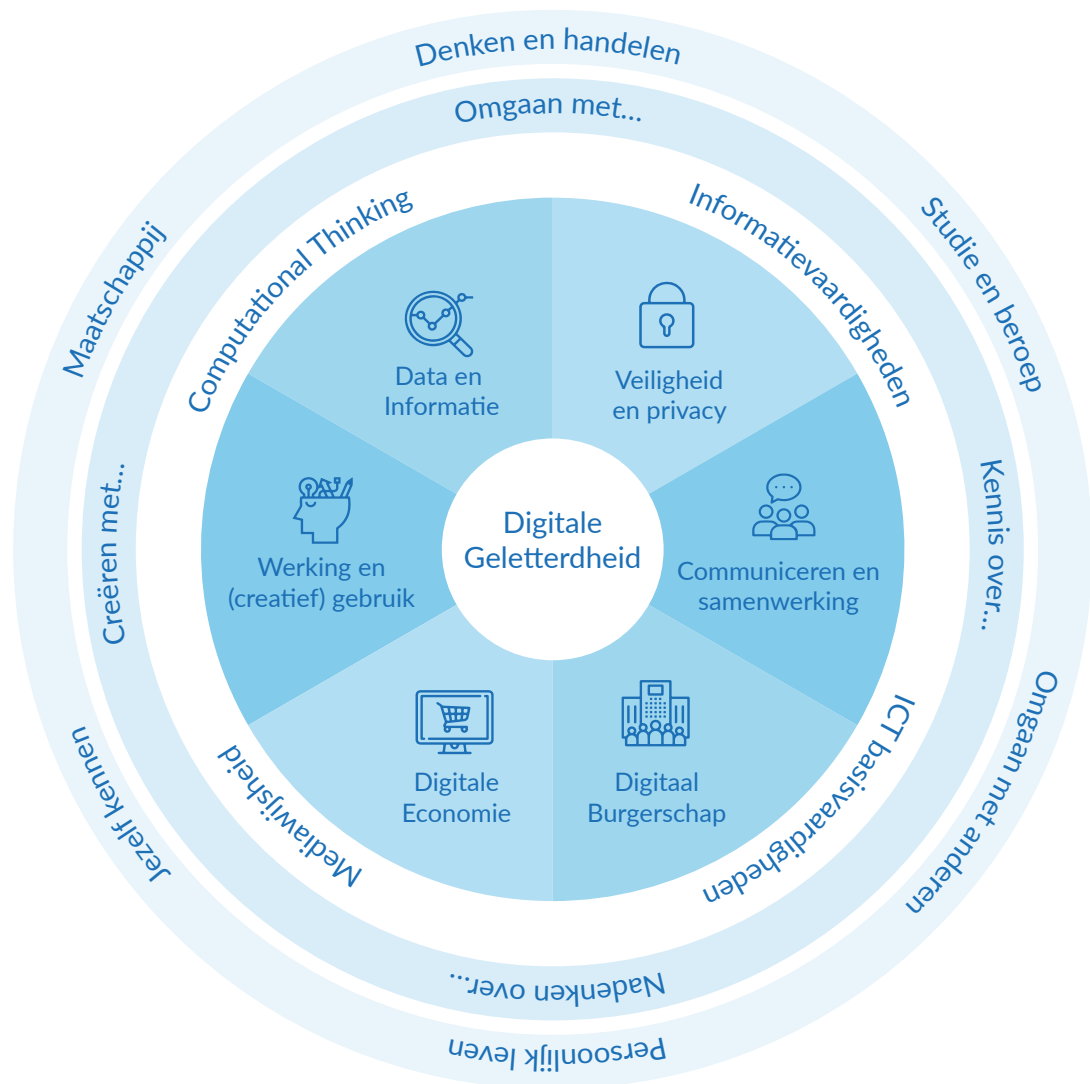 Denken en handelen
Studie en beroep
Omgaan met anderen
Persoonlijk leven
Jezelf kennen
Maatschappij
Omgaan met...
Kennis over...
Nadenken over...
Creëren met...
Computational Thinking
Informatievaardigheden
ICT basisvaardigheden
Mediawijsheid
Data en
Informatie
Veiligheid
en privacy
Communiceren en
samenwerking
Digitaal
Burgerschap
Digitale
Economie
Werking en
(creatief) gebruik
Digitale
Geletterdheid